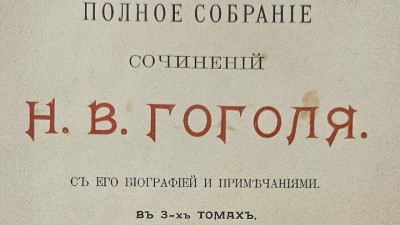 ПОЛНОЕ СОБРАНІЕ
СОЧИНЕНІЙ
Н. В. ГОГОЛЯ.
СЪ ЕГО БІОГРАФІЕЙ И ПРИМѢЧАНІЯМИ.
ВЪ 3-хъ ТОМАХЪ.